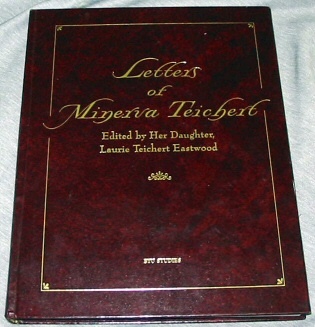 Letters
of
Minerva Teichert
Edited by Her Daughter,
Laurie Teichert Eastwood
BYU STUDIES